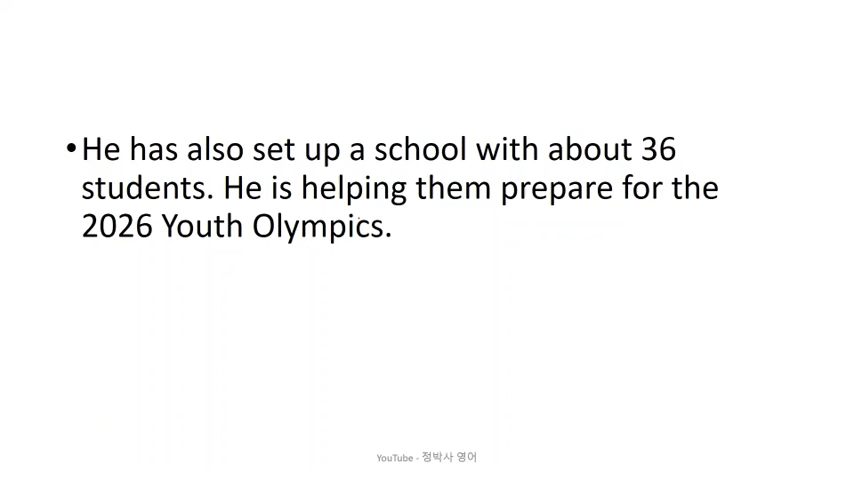 •He has also set up a school with about 36
students. He is helping them prepare for the
2026 Youth Olympics.
YouTube - 정박사 영어